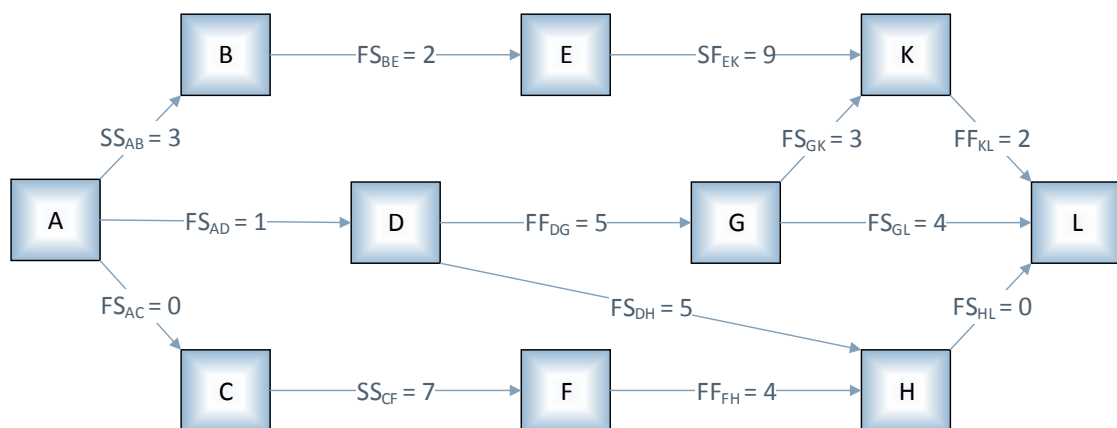 B
FS_BE = 2
E
SF_EK = 9
K
SS_AB = 3
FS_GK = 3
FF_KL = 2
A
FS_AD = 1
D
FF_DG = 5
G
FS_GL = 4
L
FS_AC = 0
FS_DH = 5
FS_HL = 0
C
SS_CF = 7
F
FF_FH = 4
H